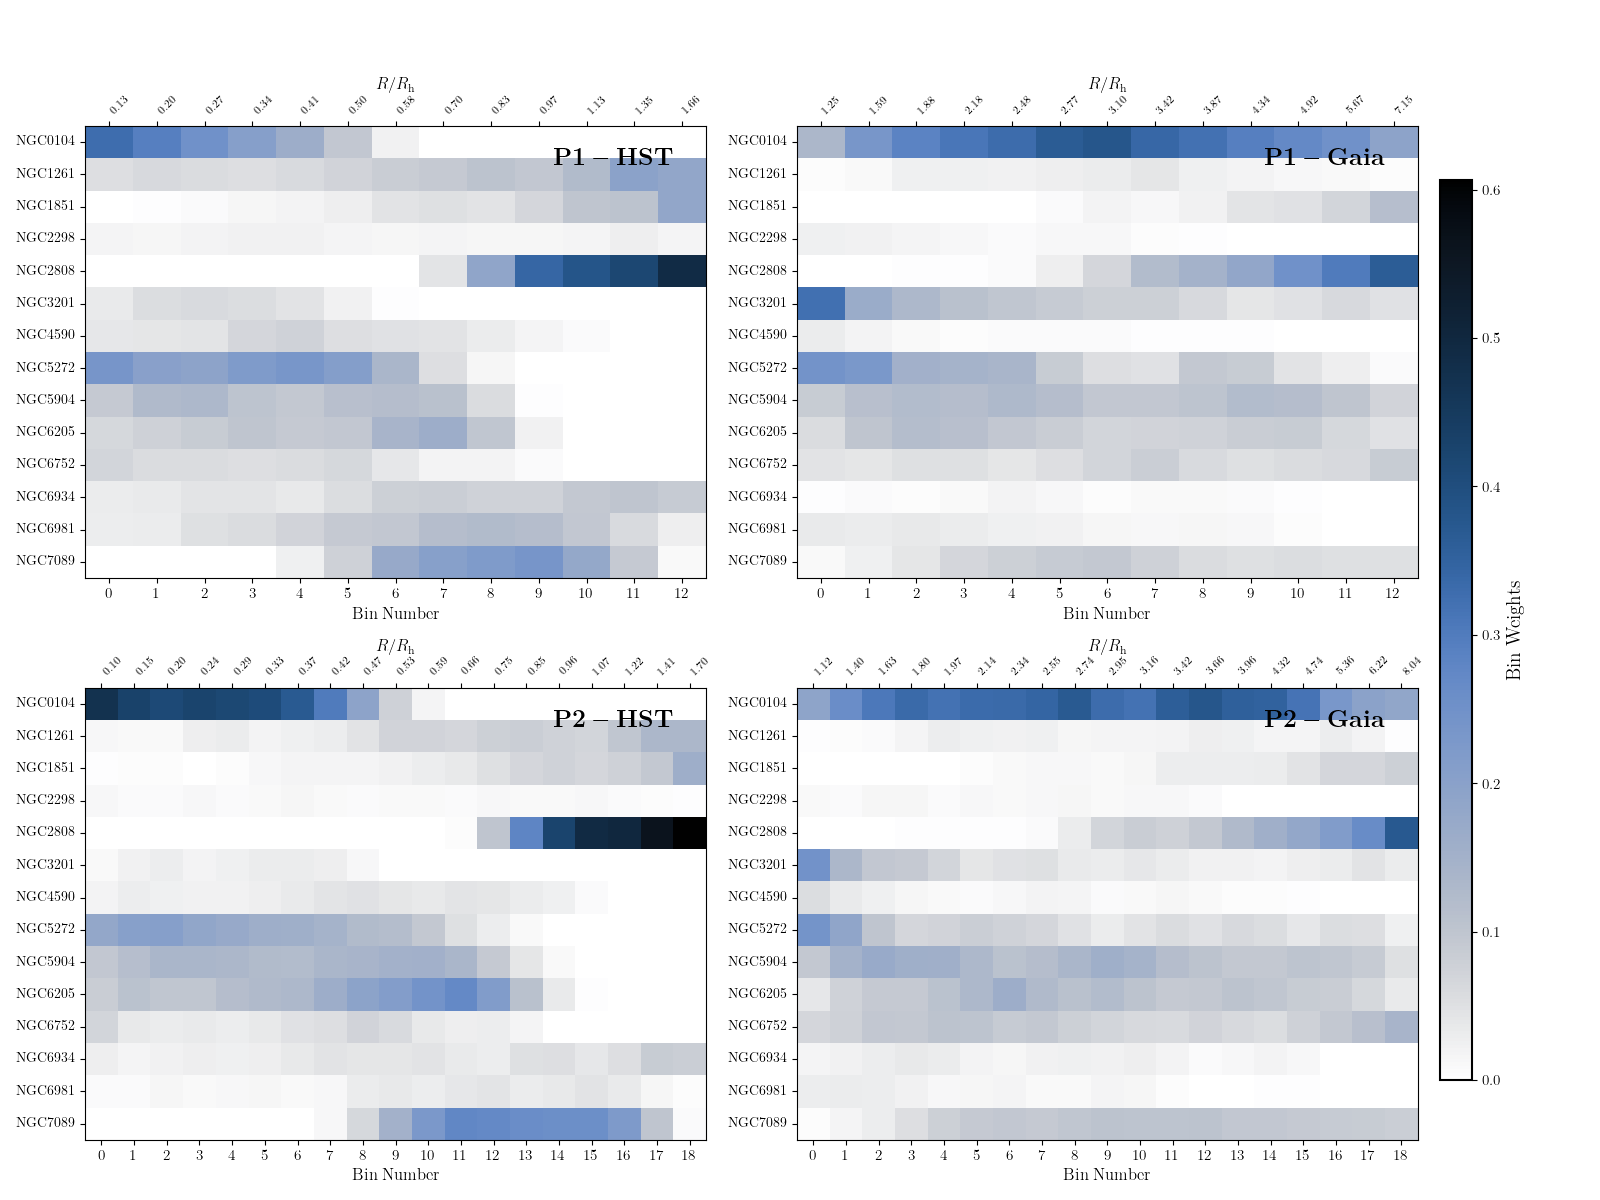 R/Rh
0.13 0.20 0.27 0.34 0.41 0.50 0.58 0.70 0.83 0.97 1.13 1.35 1.66
NGC0104
NGC1261
NGC1851
NGC2298
NGC2808
NGC3201
NGC4590
NGC5272
NGC5904
NGC6205
NGC6752
NGC6934
NGC6981
NGC7089
P1 – HST
0 1 2 3 4 5 6 7 8 9 10 11 12
Bin Number
R/Rh
1.25 1.59 1.88 2.18 2.48 2.77 3.10 3.42 3.87 4.34 4.92 5.67 7.15
NGC0104
NGC1261
NGC1851
NGC2298
NGC2808
NGC3201
NGC4590
NGC5272
NGC5904
NGC6205
NGC6752
NGC6934
NGC6981
NGC7089
P1 – Gaia
0 1 2 3 4 5 6 7 8 9 10 11 12
Bin Number
R/Rh
0.10 0.15 0.20 0.24 0.29 0.33 0.37 0.42 0.47 0.53 0.59 0.66 0.75 0.85 0.96 1.07 1.22 1.41 1.70
NGC0104
NGC1261
NGC1851
NGC2298
NGC2808
NGC3201
NGC4590
NGC5272
NGC5904
NGC6205
NGC6752
NGC6934
NGC6981
NGC7089
P2 – HST
0 1 2 3 4 5 6 7 8 9 10 11 12 13 14 15 16 17 18
Bin Number
R/Rh
1.12 1.40 1.63 1.80 1.97 2.14 2.34 2.55 2.74 2.95 3.16 3.42 3.66 3.96 4.32 4.74 5.36 6.22 8.04
NGC0104
NGC1261
NGC1851
NGC2298
NGC2808
NGC3201
NGC4590
NGC5272
NGC5904
NGC6205
NGC6752
NGC6934
NGC6981
NGC7089
P2 – Gaia
0 1 2 3 4 5 6 7 8 9 10 11 12 13 14 15 16 17 18
Bin Number
0.6
0.5
0.4
0.3
0.2
0.1
0.0
Bin Weights